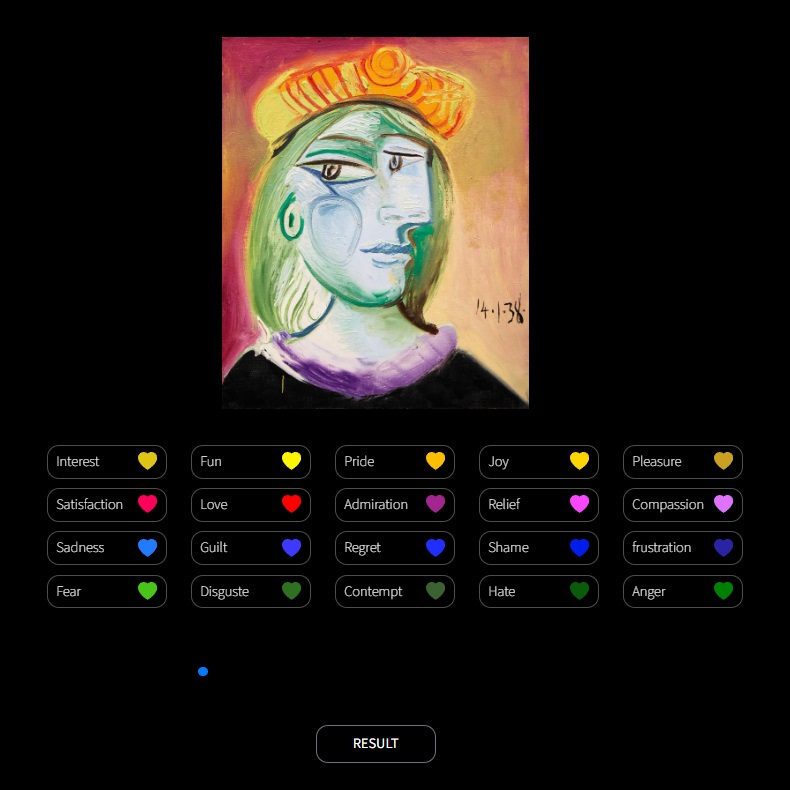 14.1.38.
Interest Fun Pride Joy Pleasure
Satisfaction Love Admiration Relief Compassion
Sadness Guilt Regret Shame frustration
Fear Disguste Contempt Hate Anger
RESULT